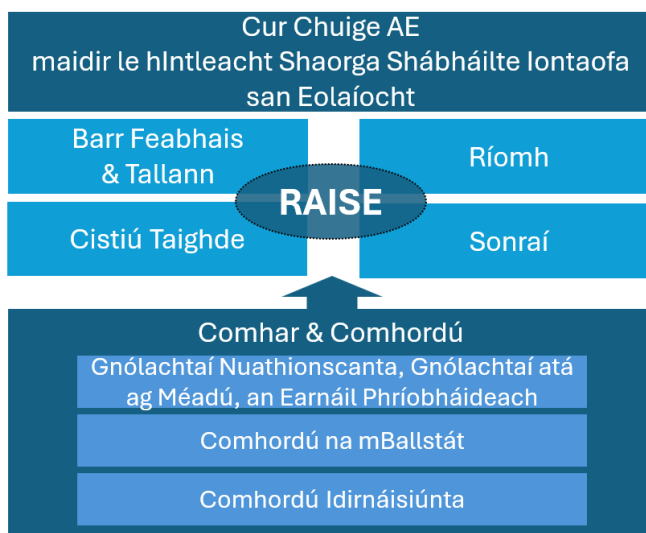 Cur Chuige AE
maidir le hIntleacht Shaorga Shábháilte Iontaofa
san Eolaíocht
Barr Feabhais
& Tallann
Ríomh
RAISE
Cistiú Taighde
Sonraí
Comhar & Comhordú
Gnólachtaí Nuathionscanta, Gnólachtaí atá
ag Méadú, an Earnáil Phríobháideach
Comhordú na mBallstát
Comhordú Idirnáisiúnta